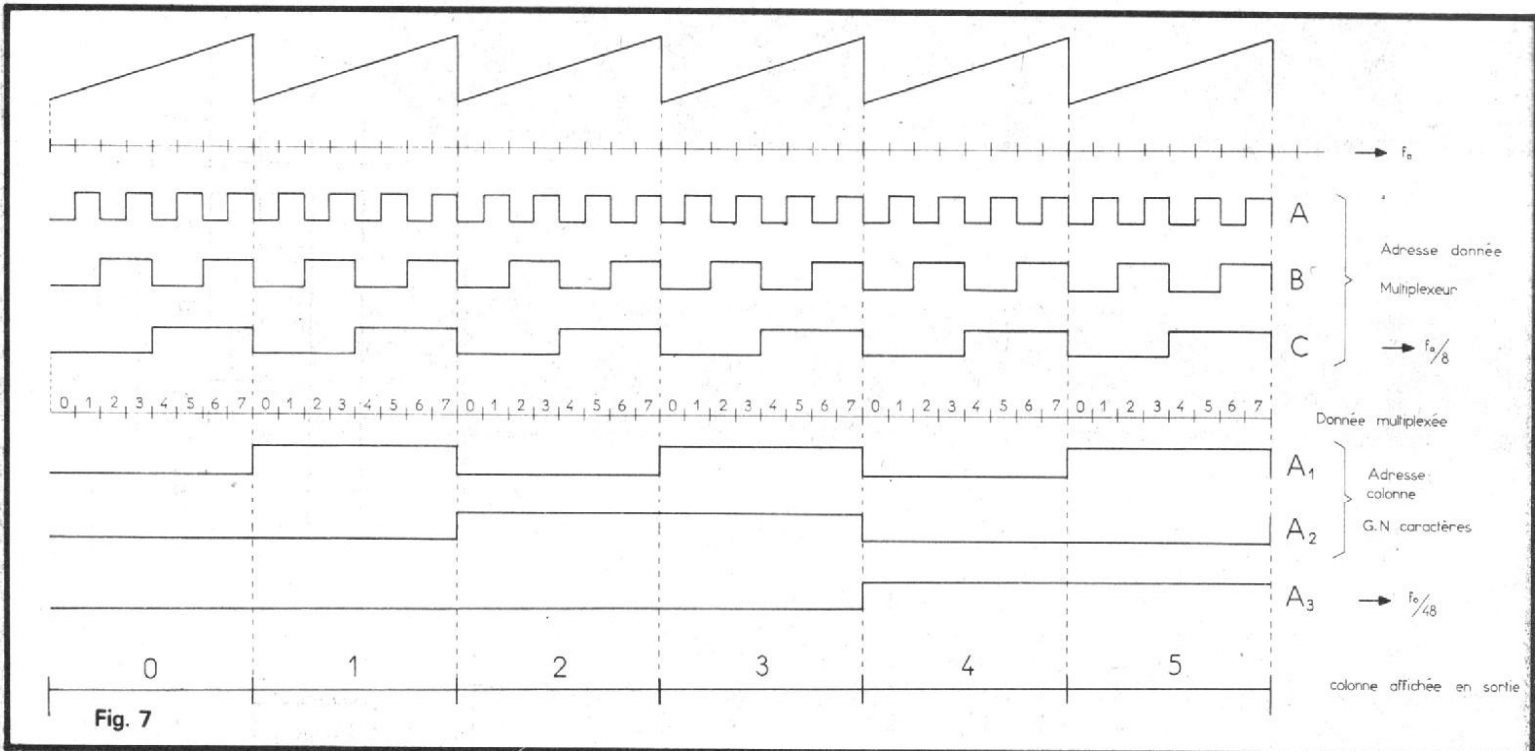 f₀
A
Adresse donnée
B
Multiplexeur
C
f₀/8
0 1 2 3 4 5 6 7 0 1 2 3 4 5 6 7 0 1 2 3 4 5 6 7 0 1 2 3 4 5 6 7 0 1 2 3 4 5 6 7 0 1 2 3 4 5 6 7
Donnée multiplexée
A₁
Adresse
colonne
A₂
G.N caractères
A₃
f₀/48
0 1 2 3 4 5
colonne affichée en sortie
Fig. 7